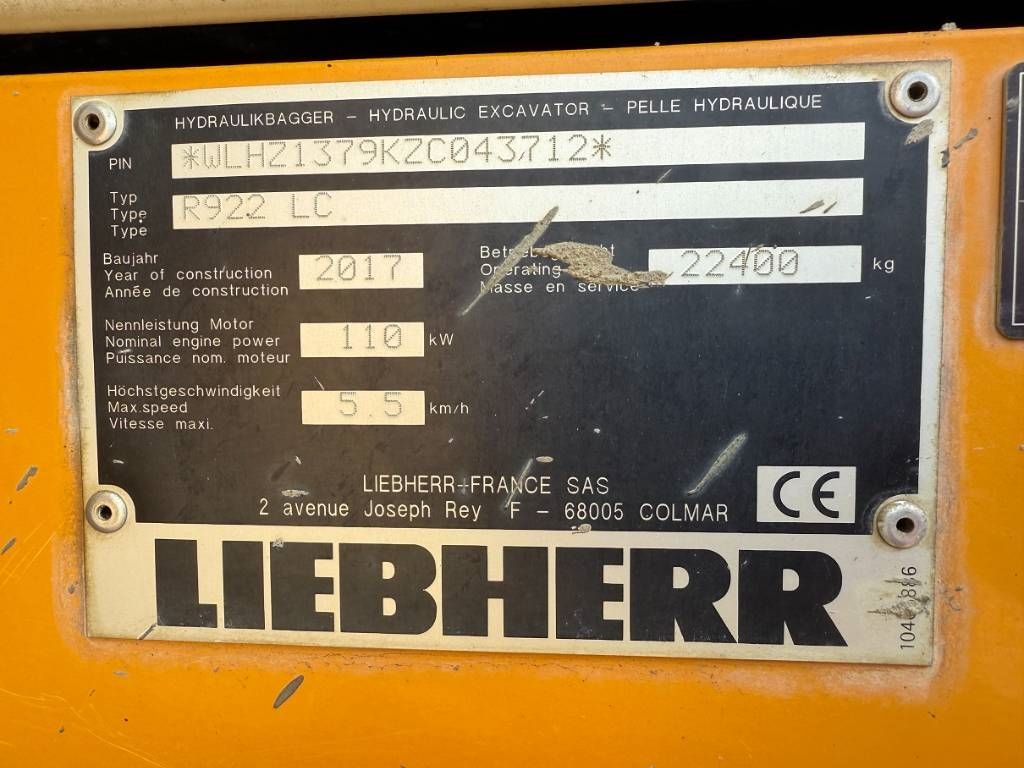 HYDRAULIKBAGGER - HYDRAULIC EXCAVATOR - PELLE HYDRAULIQUE
PIN *WLHZ1379KZC043712*
Typ
Type
Type
R922 LC
Baujahr
Year of construction
Année de construction
2017
Operating
Masse en service
22400 kg
Nennleistung Motor
Nominal engine power
Puissance nom. moteur
110 kW
Höchstgeschwindigkeit
Max.speed
Vitesse maxi.
5.5 km/h
LIEBHERR-FRANCE SAS
2 avenue Joseph Rey F - 68005 COLMAR
CE
LIEBHERR